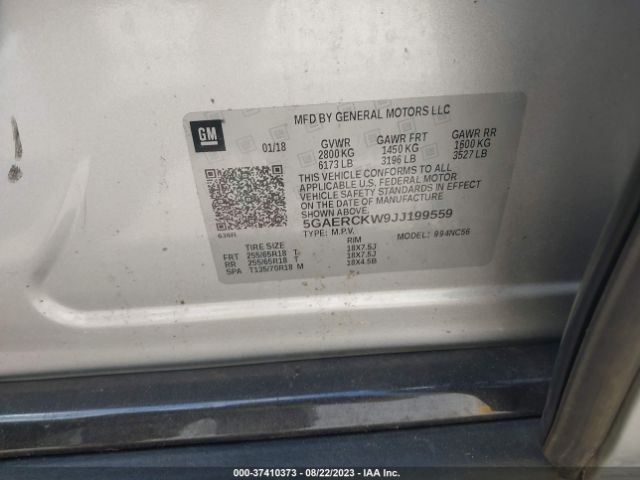 MFD BY GENERAL MOTORS LLC
GM
01/18
GVWR GAWR FRT GAWR RR
2800 KG 1450 KG 1600 KG
6173 LB 3196 LB 3527 LB
THIS VEHICLE CONFORMS TO ALL
APPLICABLE U.S. FEDERAL MOTOR
VEHICLE SAFETY STANDARDS IN EFFECT
ON THE DATE OF MANUFACTURE
SHOWN ABOVE.
5GAERCKW9JJ199559
TYPE: M.P.V. MODEL: 994NC56
636R
TIRE SIZE RIM
FRT 255/65R18 T 18X7.5J
RR 255/65R18 T 18X7.5J
SPA T135/70R18 M 18X4.5B
000-37410373 - 08/22/2023 - IAA Inc.